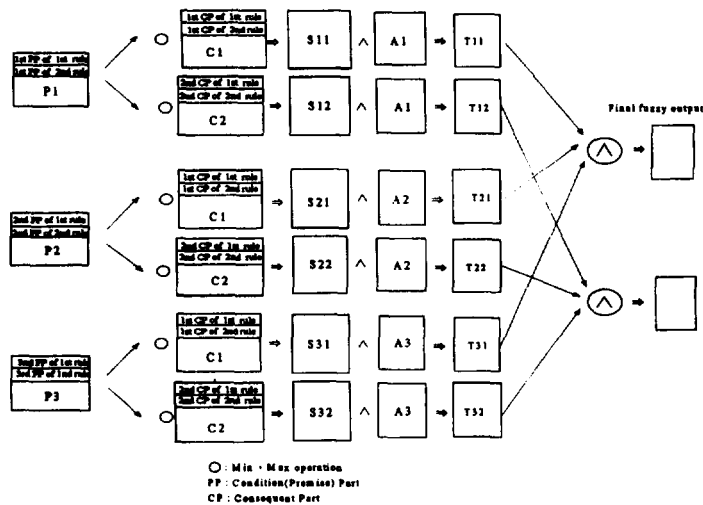 1st CP of 1st rule
1st CP of 2nd rule
C1 ⇒ S11 ∧ A1 ⇒ T11
1st PP of 1st rule
1st PP of 2nd rule
P1
2nd CP of 1st rule
2nd CP of 2nd rule
C2 ⇒ S12 ∧ A1 ⇒ T12
Final fuzzy output
∧ ⇒
1st CP of 1st rule
1st CP of 2nd rule
C1 ⇒ S21 ∧ A2 ⇒ T21
2nd PP of 1st rule
2nd PP of 2nd rule
P2
2nd CP of 1st rule
2nd CP of 2nd rule
C2 ⇒ S22 ∧ A2 ⇒ T22
∧ ⇒
1st CP of 1st rule
1st CP of 2nd rule
C1 ⇒ S31 ∧ A3 ⇒ T31
3rd PP of 1st rule
3rd PP of 2nd rule
P3
2nd CP of 1st rule
2nd CP of 2nd rule
C2 ⇒ S32 ∧ A3 ⇒ T32
○ : Min · Max operation
PP : Condition(Premise) Part
CP : Consequent Part